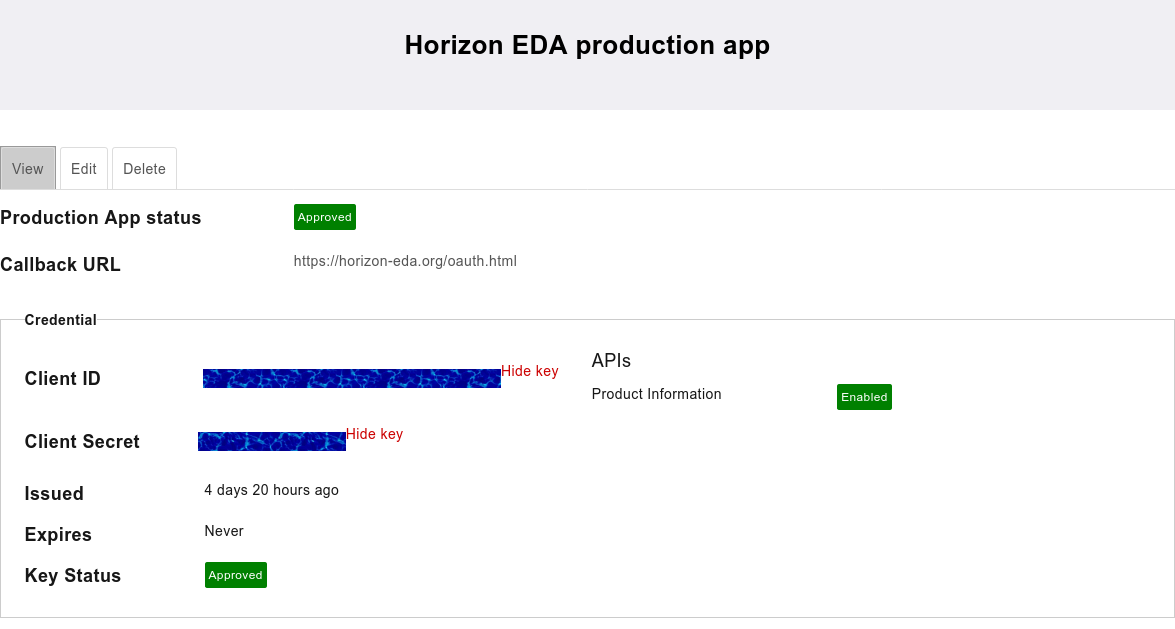 Horizon EDA production app
View Edit Delete
Production App status Approved
Callback URL https://horizon-eda.org/oauth.html
Credential
Client ID Hide key
Client Secret Hide key
Issued 4 days 20 hours ago
Expires Never
Key Status Approved
APIs
Product Information Enabled